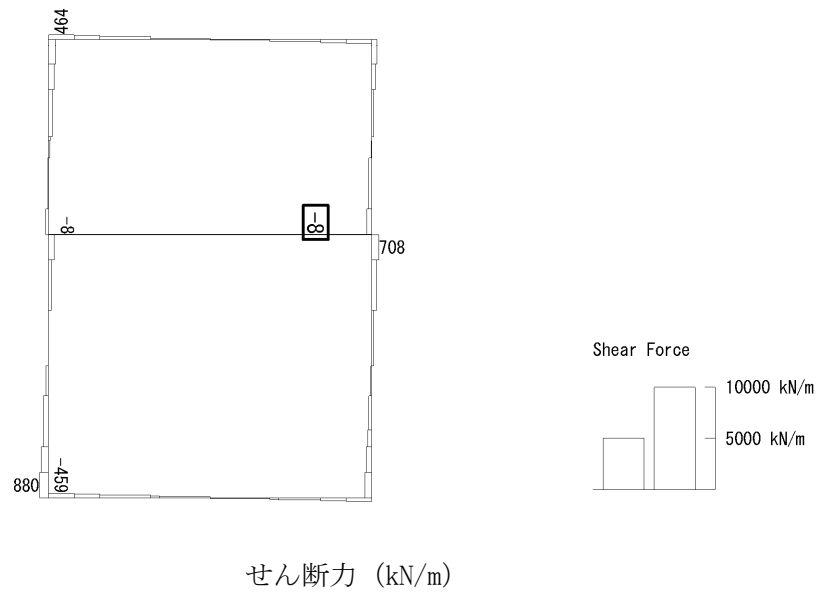 464
-8
-8
708
Shear Force
10000 kN/m
5000 kN/m
-459
880
せん断力 (kN/m)